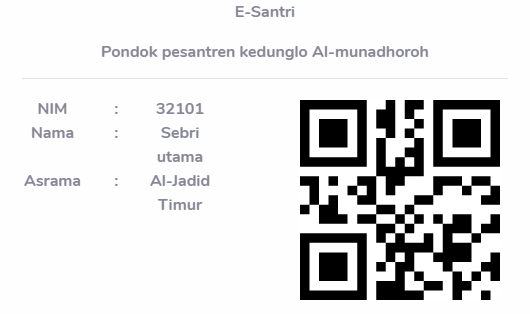 E-Santri
Pondok pesantren kedunglo Al-munadhoroh
NIM : 32101
Nama : Sebri
utama
Asrama : Al-Jadid
Timur